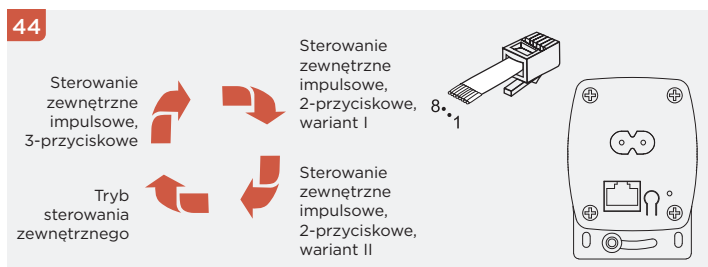 44
Sterowanie
zewnętrzne
impulsowe,
3-przyciskowe
Sterowanie
zewnętrzne
impulsowe,
2-przyciskowe,
wariant I
Sterowanie
zewnętrzne
impulsowe,
2-przyciskowe,
wariant II
Tryb
sterowania
zewnętrznego
8
1